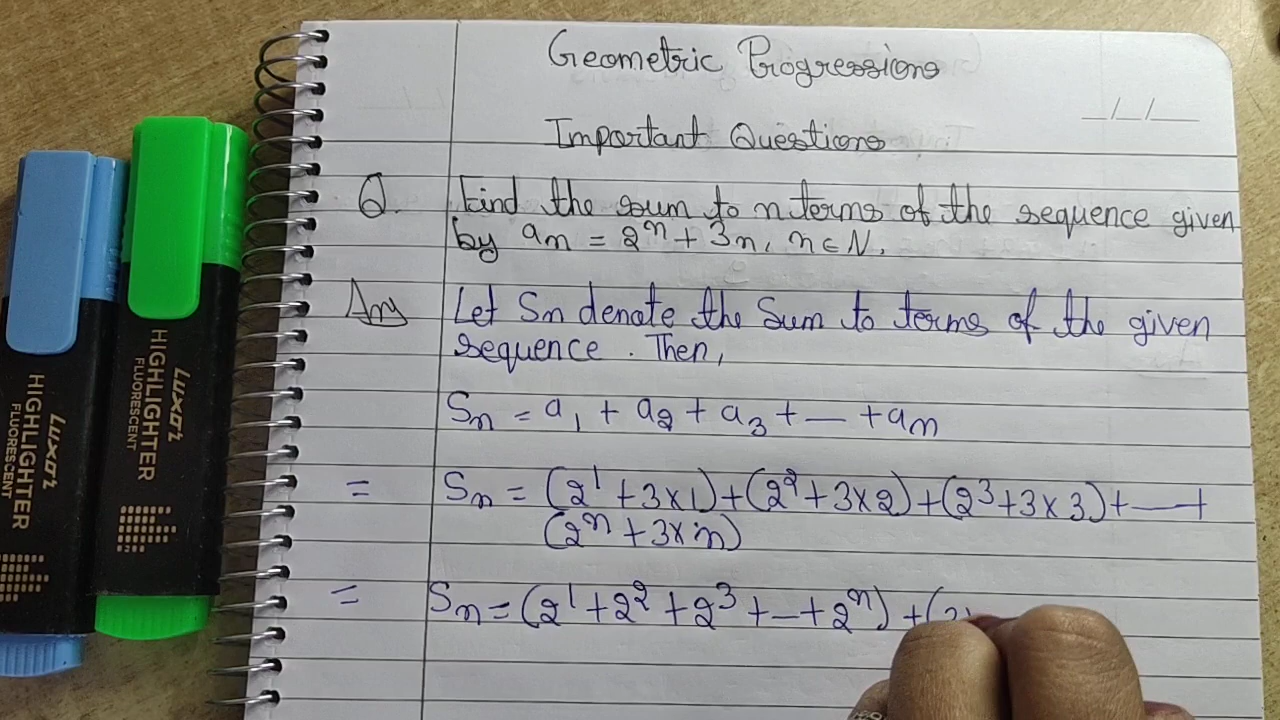 Geometric Progressions
_/_/_
Important Questions
Q. Find the sum to n terms of the sequence given
by an = 2ⁿ + 3n, n ∈ N.
Ans Let Sn denote the Sum to terms of the given
sequence. Then,
Sn = a₁ + a₂ + a₃ + — + an
= Sn = (2¹ + 3×1) + (2² + 3×2) + (2³ + 3×3) + — +
(2ⁿ + 3×n)
= Sn = (2¹ + 2² + 2³ + — + 2ⁿ) + (
LUXOR
HIGHLIGHTER
FLUORESCENT
LUXOR
HIGHLIGHTER
FLUORESCENT